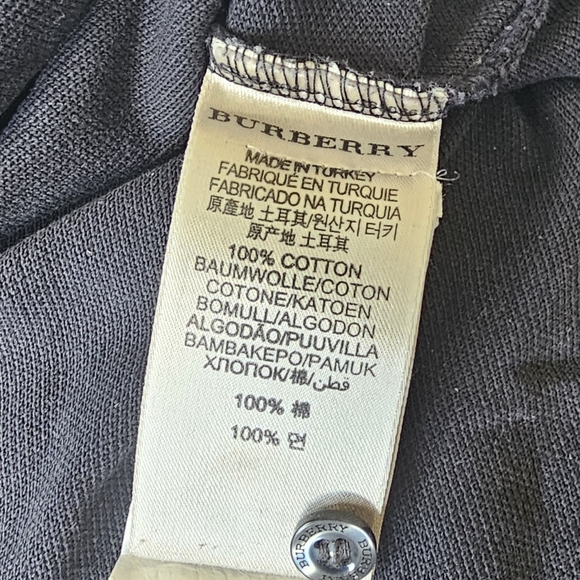 BURBERRY
MADE IN TURKEY
FABRIQUÉ EN TURQUIE
FABRICADO NA TURQUIA
原產地 土耳其/원산지 터키
原产地 土耳其
100% COTTON
BAUMWOLLE/COTON
COTONE/KATOEN
BOMULL/ALGODON
ALGODÃO/PUUVILLA
ΒΑΜΒΑΚΕΡΟ/PAMUK
ХЛОПОК/棉/قطن
100% 棉
100% 면
BURBERRY
BURBERRY